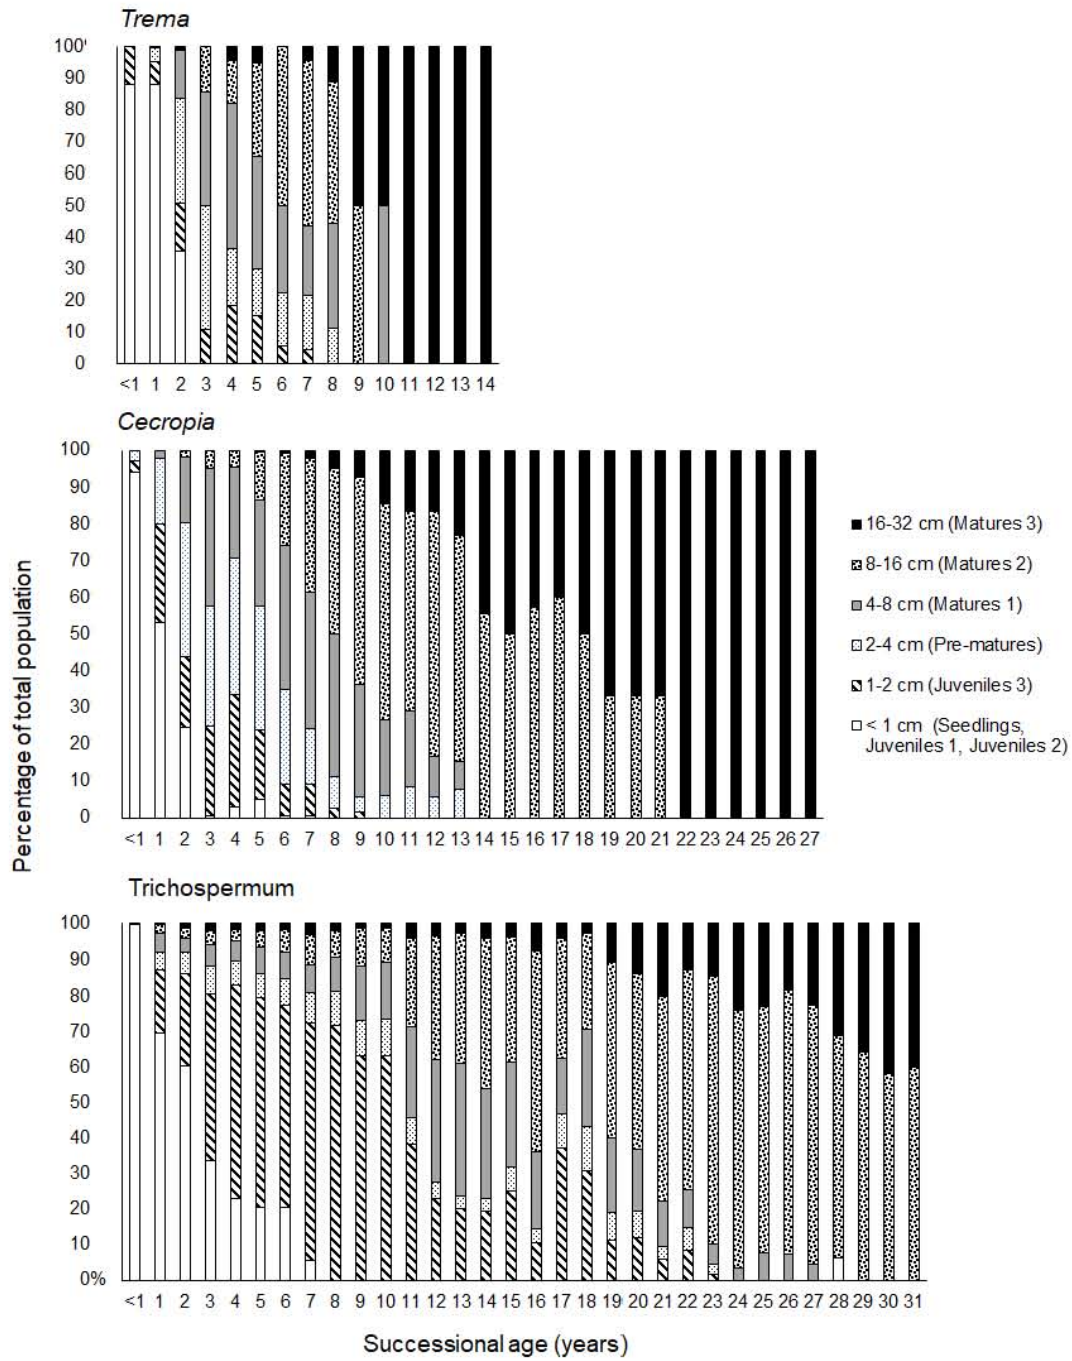 Trema
100'
90
80
70
60
50
40
30
20
10
0
<1 1 2 3 4 5 6 7 8 9 10 11 12 13 14
Cecropia
100
90
80
70
60
50
40
30
20
10
0
<1 1 2 3 4 5 6 7 8 9 10 11 12 13 14 15 16 17 18 19 20 21 22 23 24 25 26 27
Percentage of total population
16-32 cm (Matures 3)
8-16 cm (Matures 2)
4-8 cm (Matures 1)
2-4 cm (Pre-matures)
1-2 cm (Juveniles 3)
< 1 cm (Seedlings,
Juveniles 1, Juveniles 2)
Trichospermum
100
90
80
70
60
50
40
30
20
10
0%
<1 1 2 3 4 5 6 7 8 9 10 11 12 13 14 15 16 17 18 19 20 21 22 23 24 25 26 27 28 29 30 31
Successional age (years)